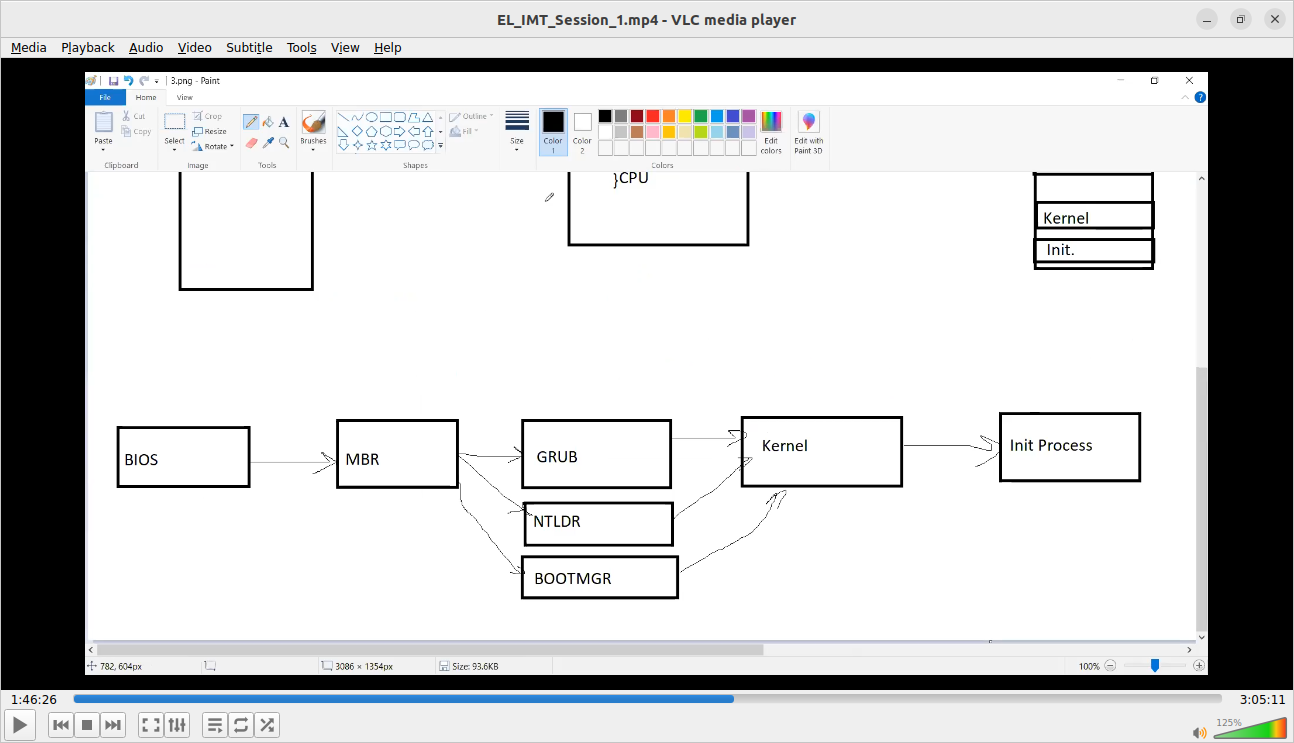 EL_IMT_Session_1.mp4 - VLC media player
Media Playback Audio Video Subtitle Tools View Help
3.png - Paint
File Home View
Cut
Crop
Outline
Copy
Resize
Fill
Rotate
Paste Select Brushes Size Color 1 Color 2 Edit colors Edit with Paint 3D
Clipboard Image Tools Shapes Colors
}CPU
Kernel
Init.
BIOS MBR GRUB Kernel Init Process
NTLDR
BOOTMGR
782, 604px 3086 × 1354px Size: 93.6KB 100%
1:46:26 3:05:11
125%